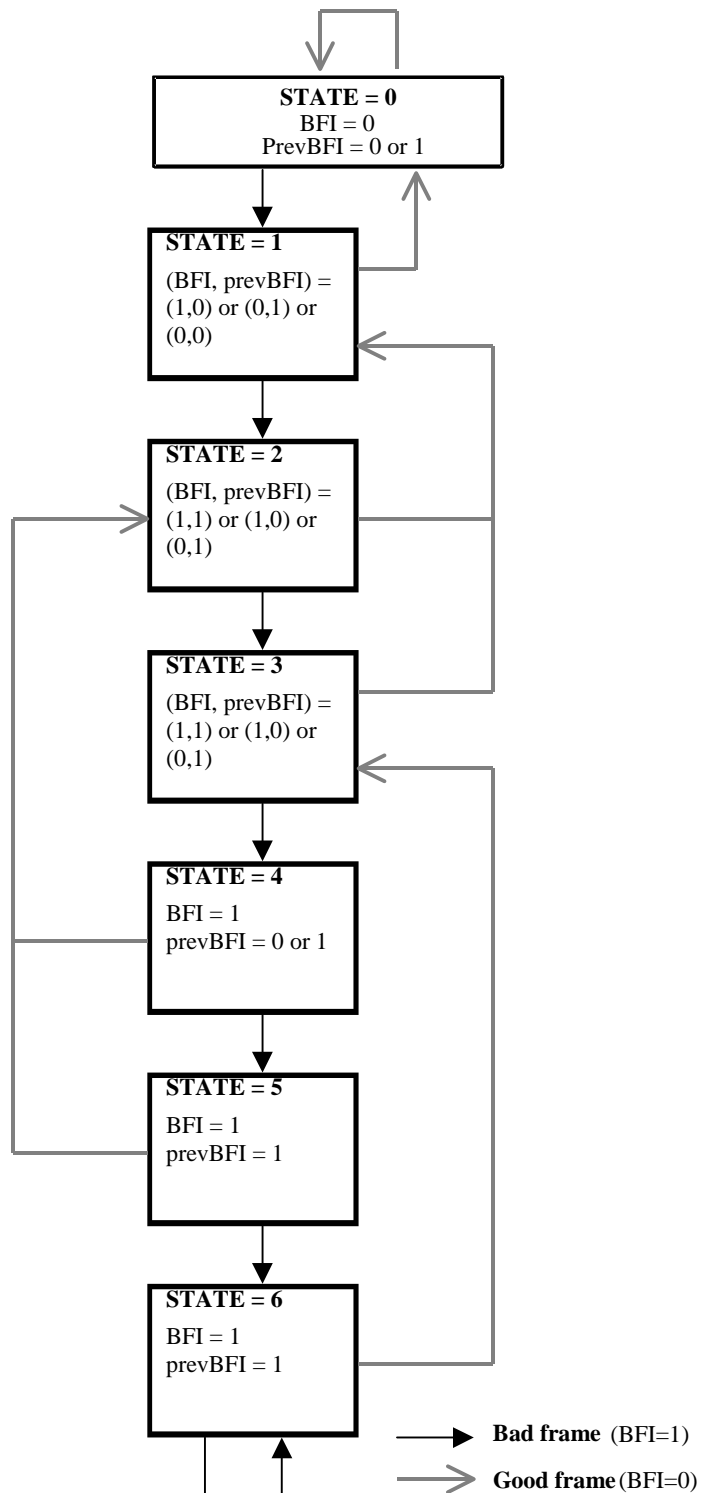 STATE = 0
BFI = 0
PrevBFI = 0 or 1
STATE = 1
(BFI, prevBFI) =
(1,0) or (0,1) or
(0,0)
STATE = 2
(BFI, prevBFI) =
(1,1) or (1,0) or
(0,1)
STATE = 3
(BFI, prevBFI) =
(1,1) or (1,0) or
(0,1)
STATE = 4
BFI = 1
prevBFI = 0 or 1
STATE = 5
BFI = 1
prevBFI = 1
STATE = 6
BFI = 1
prevBFI = 1
Bad frame (BFI=1)
Good frame (BFI=0)